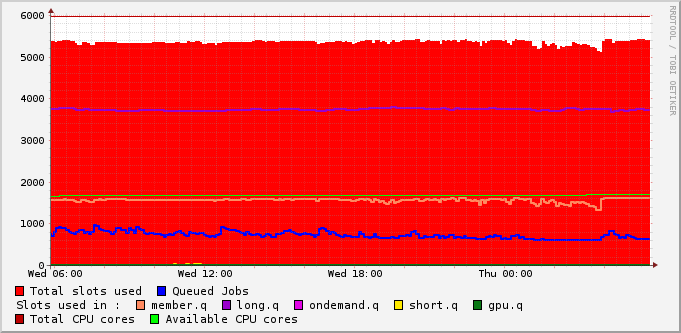 RRDTOOL / TOBI OETIKER
6000
5000
4000
3000
2000
1000
0
Wed 06:00 Wed 12:00 Wed 18:00 Thu 00:00
Total slots used Queued Jobs
Slots used in : member.q long.q ondemand.q short.q gpu.q
Total CPU cores Available CPU cores